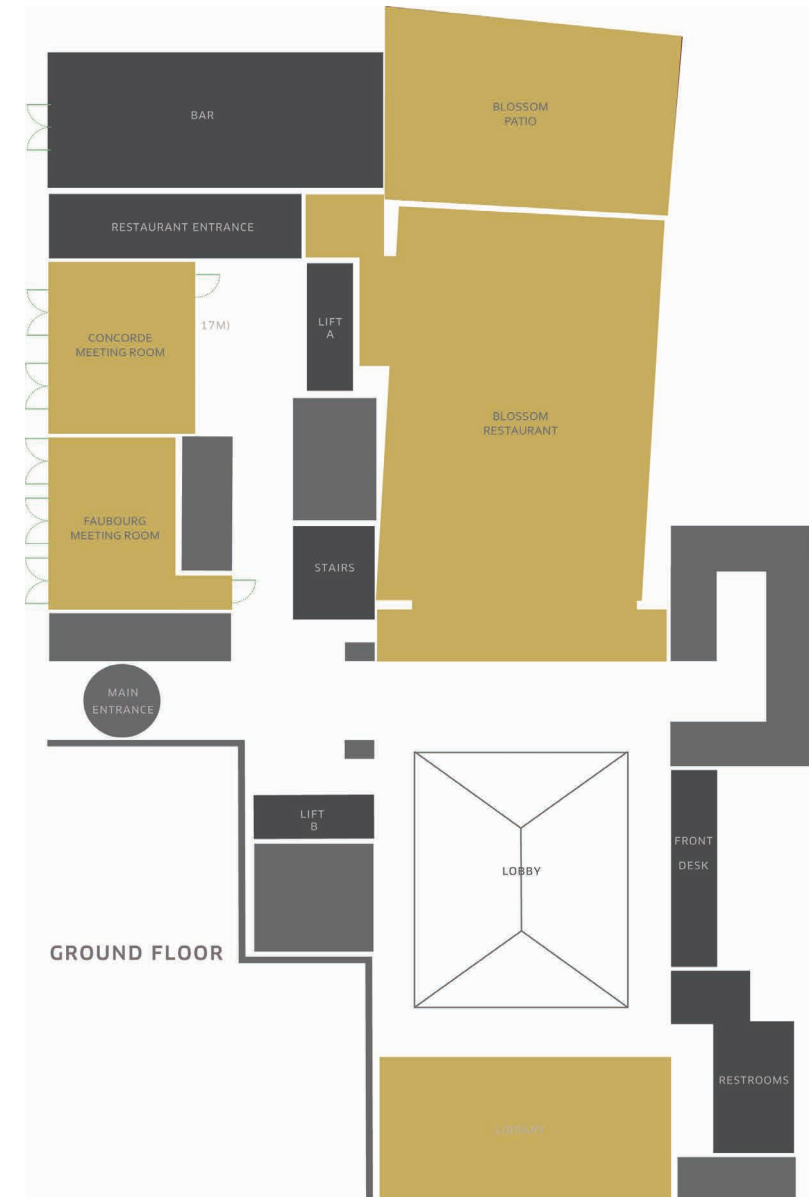 BAR
BLOSSOM
PATIO
RESTAURANT ENTRANCE
LIFT
A
17M)
CONCORDE
MEETING ROOM
BLOSSOM
RESTAURANT
FAUBOURG
MEETING ROOM
STAIRS
MAIN
ENTRANCE
LIFT
B
FRONT
DESK
LOBBY
GROUND FLOOR
RESTROOMS
LIBRARY